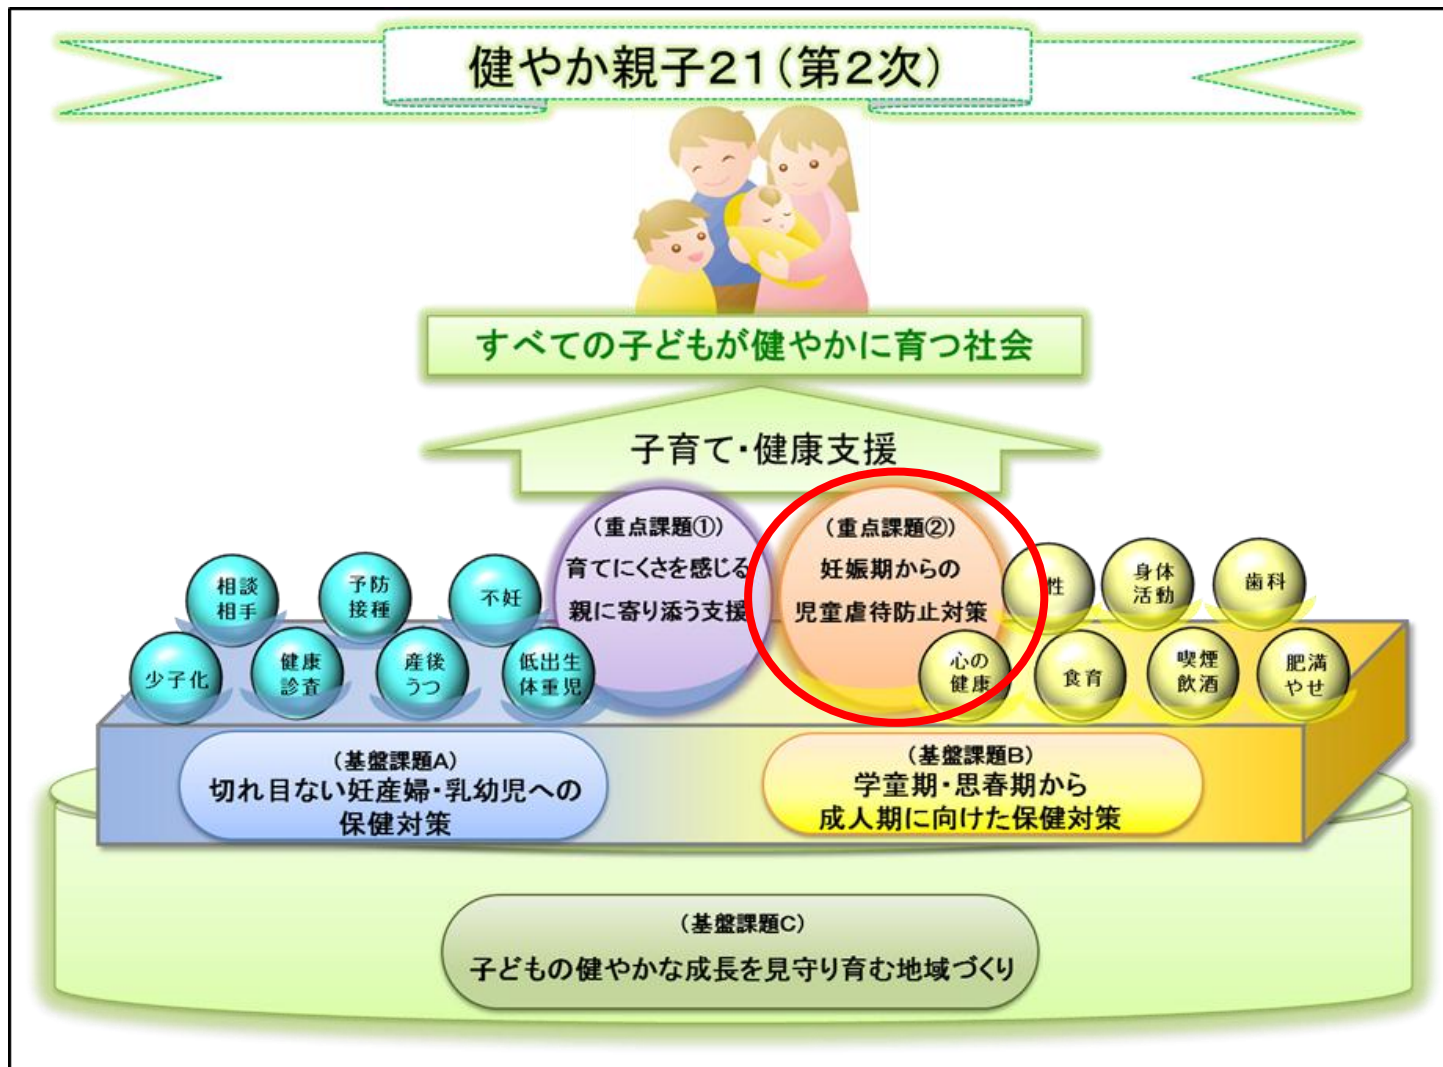 健やか親子21(第2次)
すべての子どもが健やかに育つ社会
子育て・健康支援
(重点課題①)
育てにくさを感じる
親に寄り添う支援
(重点課題②)
妊娠期からの
児童虐待防止対策
相談
相手
予防
接種
不妊
少子化
健康
診査
産後
うつ
低出生
体重児
性
身体
活動
歯科
心の
健康
食育
喫煙
飲酒
肥満
やせ
(基盤課題A)
切れ目ない妊産婦・乳幼児への
保健対策
(基盤課題B)
学童期・思春期から
成人期に向けた保健対策
(基盤課題C)
子どもの健やかな成長を見守り育む地域づくり